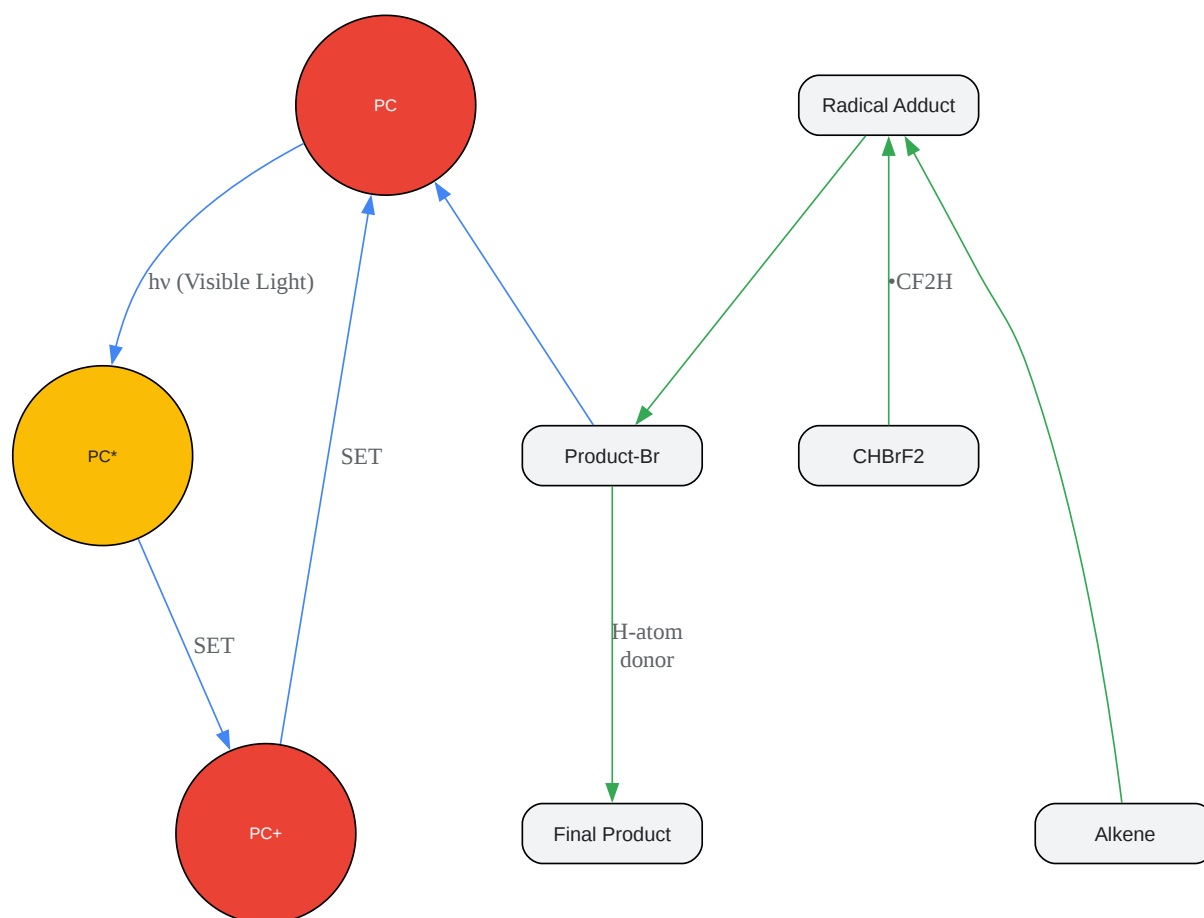 PC
Radical Adduct
hν (Visible Light)
•CF2H
PC*
SET
Product-Br
CHBrF2
SET
H-atom
donor
PC+
Final Product
Alkene